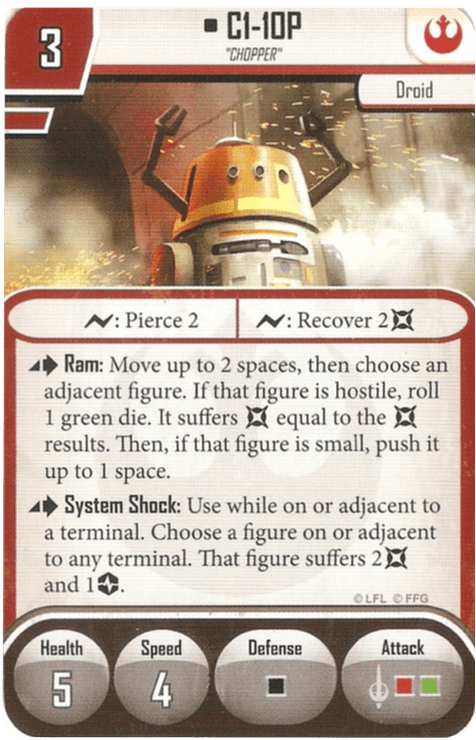 3
C1-10P
"CHOPPER"
Droid
: Pierce 2
: Recover 2
Ram: Move up to 2 spaces, then choose an
adjacent figure. If that figure is hostile, roll
1 green die. It suffers equal to the
results. Then, if that figure is small, push it
up to 1 space.
System Shock: Use while on or adjacent to
a terminal. Choose a figure on or adjacent
to any terminal. That figure suffers 2
and 1.
© LFL © FFG
Health
Speed
Defense
Attack
5
4